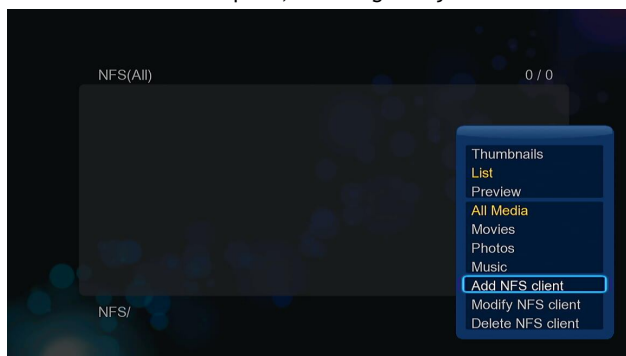 NFS(All)
0 / 0
Thumbnails
List
Preview
All Media
Movies
Photos
Music
Add NFS client
Modify NFS client
Delete NFS client
NFS/